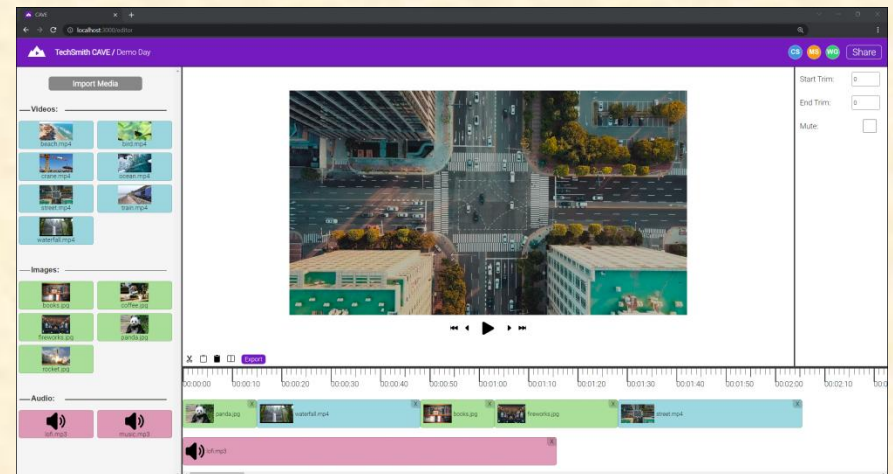 CAVE
localhost:3000/editor
TechSmith CAVE / Demo Day
CS
MS
WO
Share
Import Media
Videos:
beach.mp4
bird.mp4
crane.mp4
ocean.mp4
street.mp4
train.mp4
waterfall.mp4
Images:
books.jpg
coffee.jpg
fireworks.jpg
panda.jpg
rocket.jpg
Audio:
lofi.mp3
music.mp3
Start Trim: 0
End Trim: 0
Mute:
Export
00:00:00 00:00:10 00:00:20 00:00:30 00:00:40 00:00:50 00:01:00 00:01:10 00:01:20 00:01:30 00:01:40 00:01:50 00:02:00 00:02:10
panda.jpg X waterfall.mp4 X books.jpg X fireworks.jpg X street.mp4 X
lofi.mp3 X